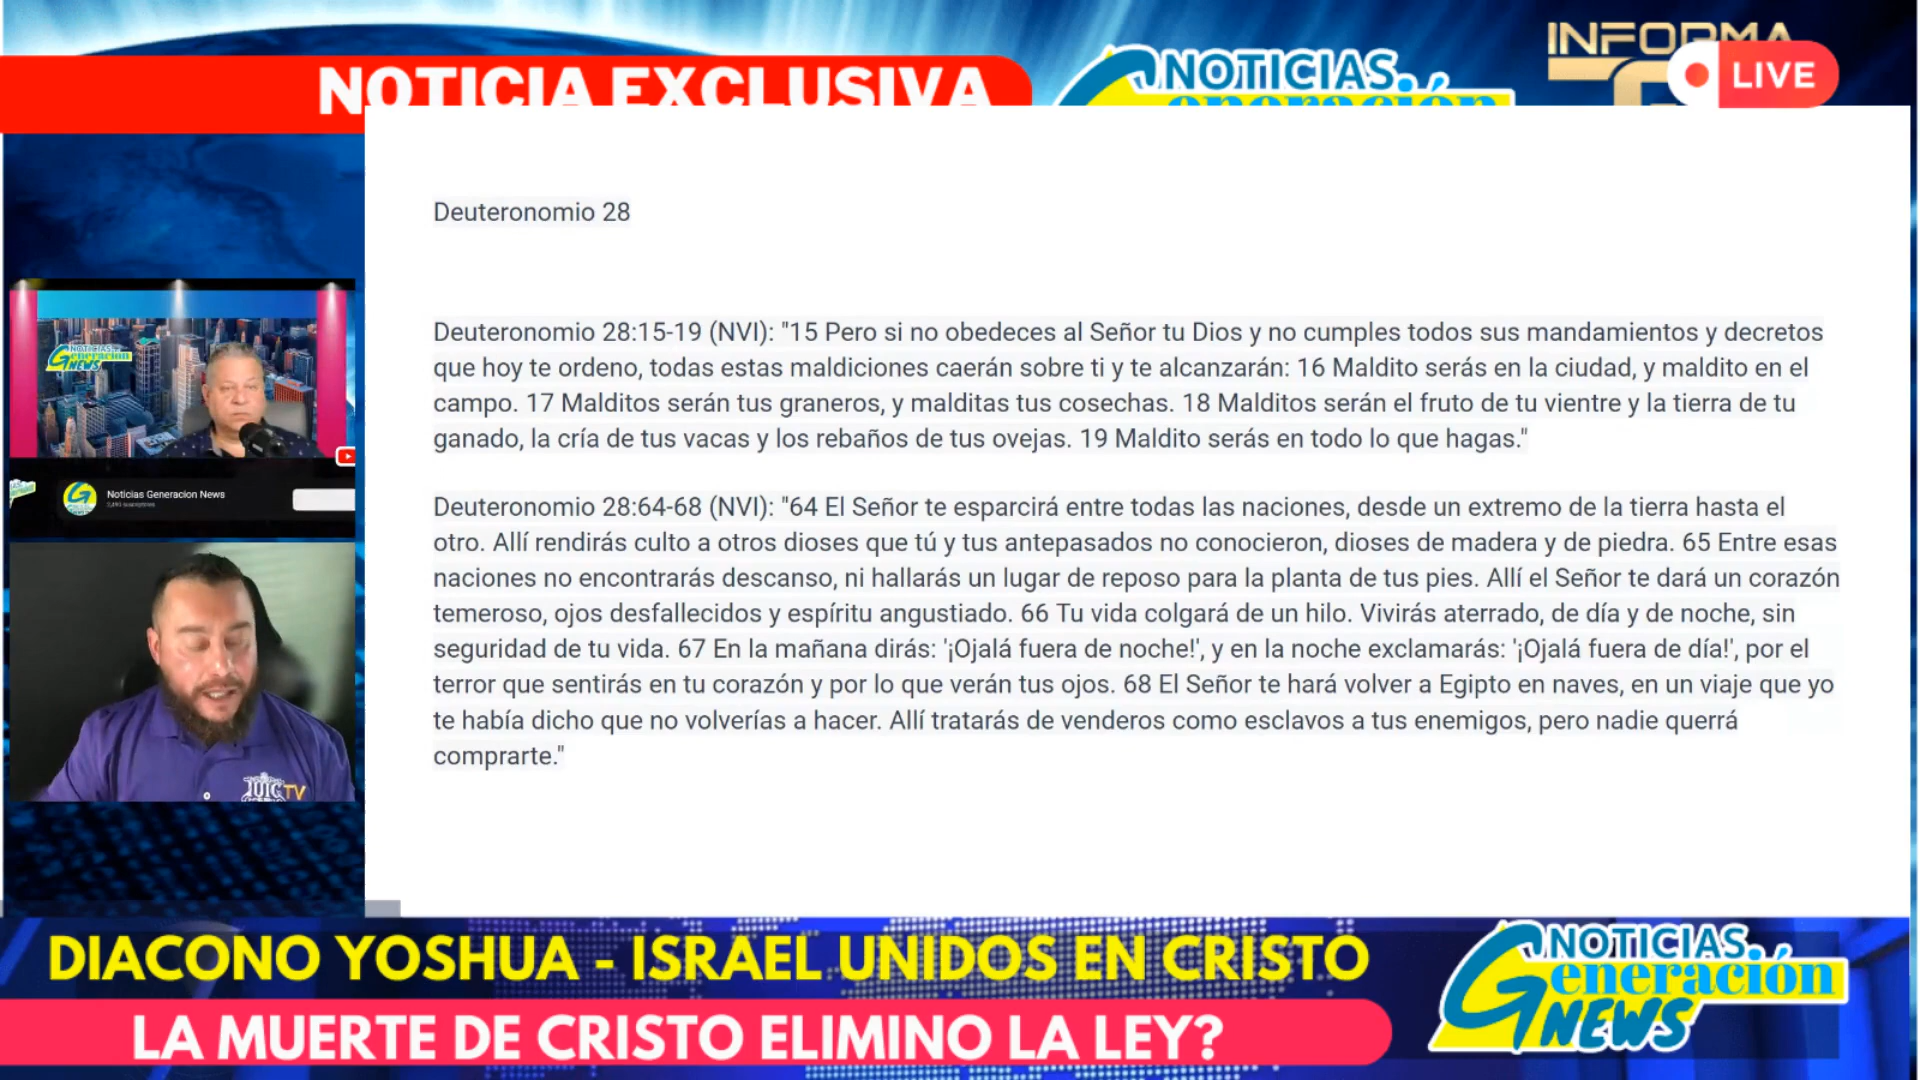 NOTICIA EXCLUSIVA
NOTICIAS
Generación
INFORMA
LIVE
Deuteronomio 28
Deuteronomio 28:15-19 (NVI): "15 Pero si no obedeces al Señor tu Dios y no cumples todos sus mandamientos y decretos
que hoy te ordeno, todas estas maldiciones caerán sobre ti y te alcanzarán: 16 Maldito serás en la ciudad, y maldito en el
campo. 17 Malditos serán tus graneros, y malditas tus cosechas. 18 Malditos serán el fruto de tu vientre y la tierra de tu
ganado, la cría de tus vacas y los rebaños de tus ovejas. 19 Maldito serás en todo lo que hagas."
Deuteronomio 28:64-68 (NVI): "64 El Señor te esparcirá entre todas las naciones, desde un extremo de la tierra hasta el
otro. Allí rendirás culto a otros dioses que tú y tus antepasados no conocieron, dioses de madera y de piedra. 65 Entre esas
naciones no encontrarás descanso, ni hallarás un lugar de reposo para la planta de tus pies. Allí el Señor te dará un corazón
temeroso, ojos desfallecidos y espíritu angustiado. 66 Tu vida colgará de un hilo. Vivirás aterrado, de día y de noche, sin
seguridad de tu vida. 67 En la mañana dirás: '¡Ojalá fuera de noche!', y en la noche exclamarás: '¡Ojalá fuera de día!', por el
terror que sentirás en tu corazón y por lo que verán tus ojos. 68 El Señor te hará volver a Egipto en naves, en un viaje que yo
te había dicho que no volverías a hacer. Allí tratarás de venderos como esclavos a tus enemigos, pero nadie querrá
comprarte."
NOTICIAS
Generación
NEWS
Noticias Generacion News
IUIC TV
DIACONO YOSHUA - ISRAEL UNIDOS EN CRISTO
LA MUERTE DE CRISTO ELIMINO LA LEY?
NOTICIAS
Generación
NEWS